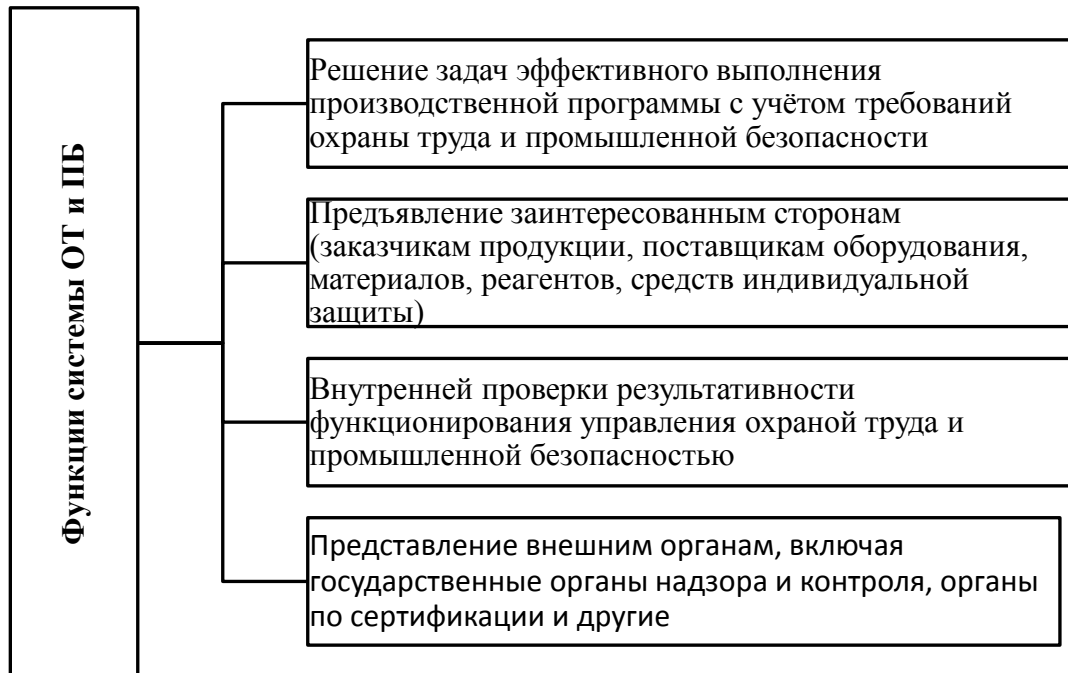 Функции системы ОТ и ПБ
Решение задач эффективного выполнения
производственной программы с учётом требований
охраны труда и промышленной безопасности
Предъявление заинтересованным сторонам
(заказчикам продукции, поставщикам оборудования,
материалов, реагентов, средств индивидуальной
защиты)
Внутренней проверки результативности
функционирования управления охраной труда и
промышленной безопасностью
Представление внешним органам, включая
государственные органы надзора и контроля, органы
по сертификации и другие